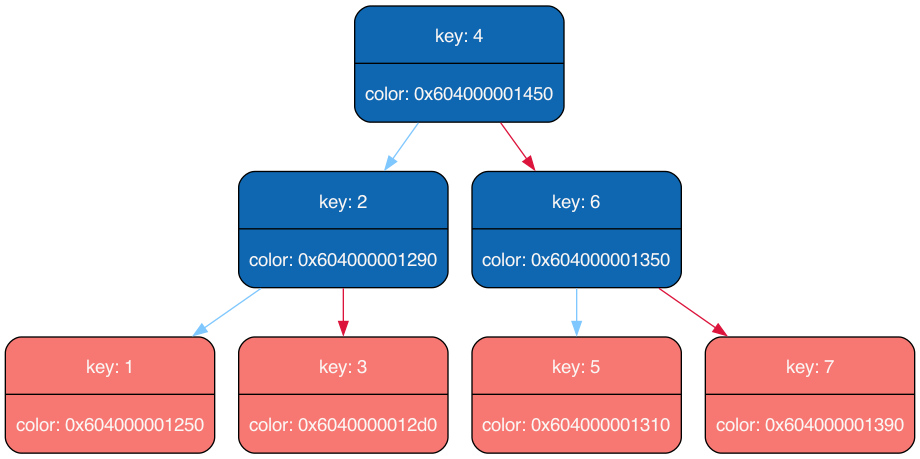 key: 4
color: 0x604000001450
key: 2
color: 0x604000001290
key: 6
color: 0x604000001350
key: 1
color: 0x604000001250
key: 3
color: 0x6040000012d0
key: 5
color: 0x604000001310
key: 7
color: 0x604000001390